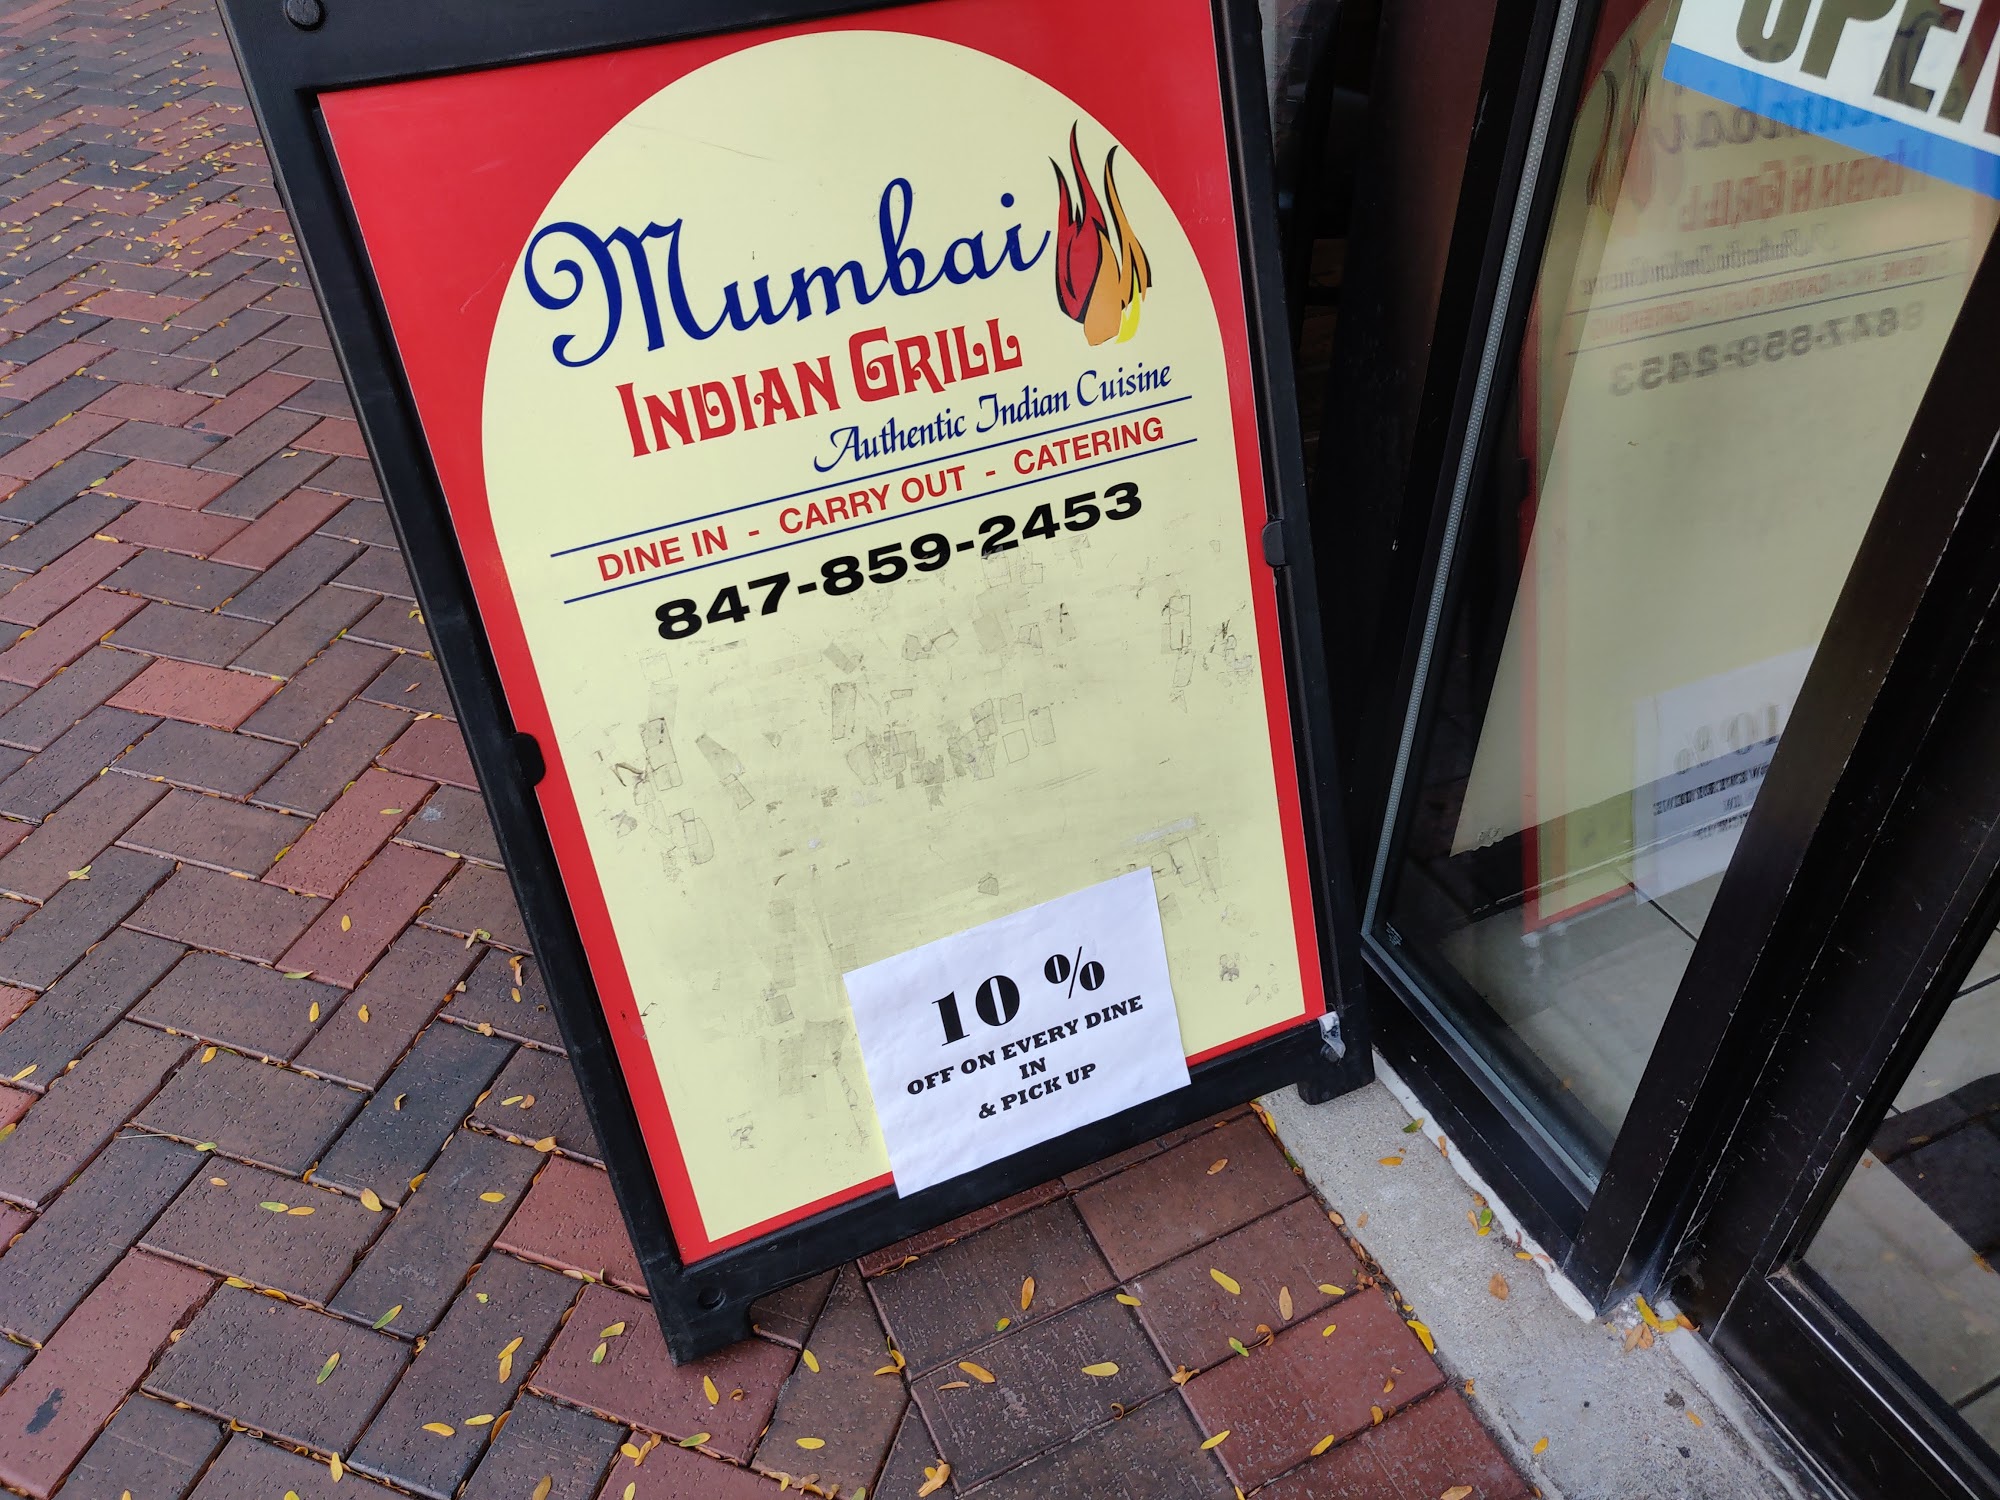 Mumbai
INDIAN GRILL
Authentic Indian Cuisine
DINE IN - CARRY OUT - CATERING
847-859-2453
10 %
OFF ON EVERY DINE
IN
& PICK UP
OPEN